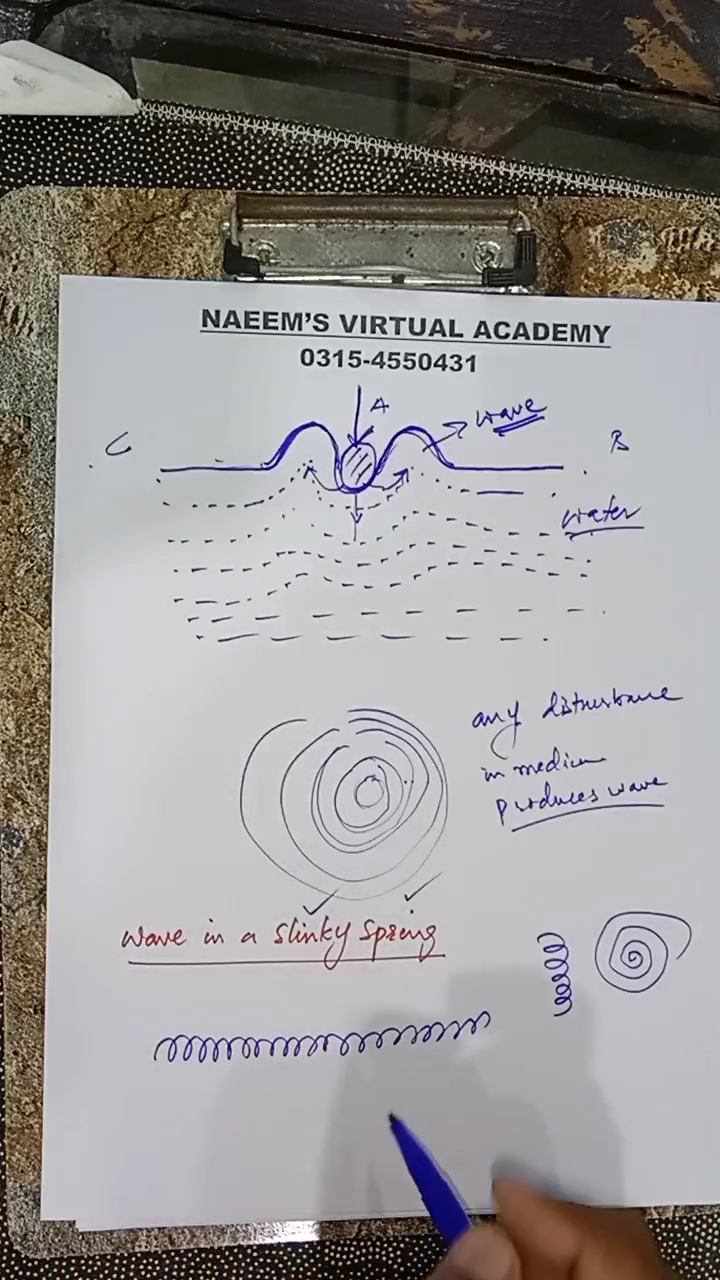 NAEEM'S VIRTUAL ACADEMY
0315-4550431
A
wave
C
B
water
any disturbance
in medium
produces wave
wave in a slinky spring